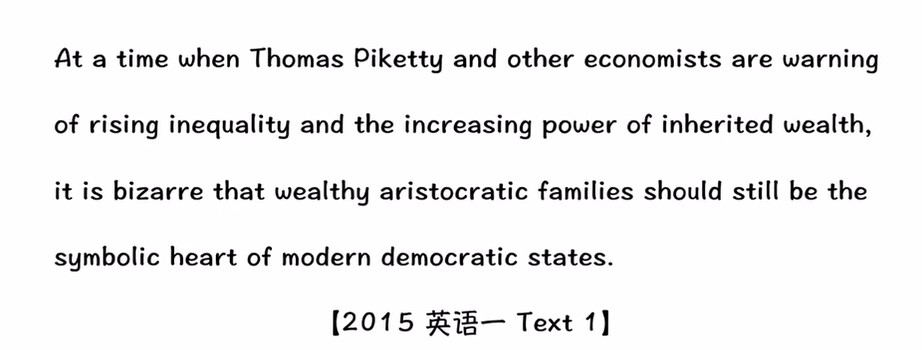 At a time when Thomas Piketty and other economists are warning
of rising inequality and the increasing power of inherited wealth,
it is bizarre that wealthy aristocratic families should still be the
symbolic heart of modern democratic states.
【2015 英语一 Text 1】